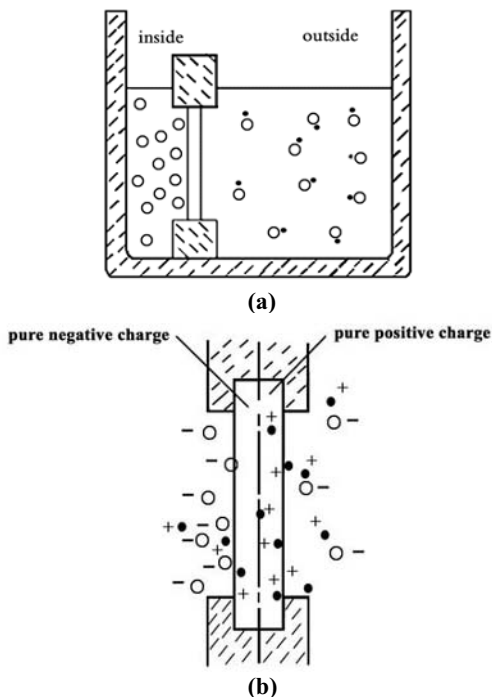 inside outside
(a)
pure negative charge pure positive charge
(b)